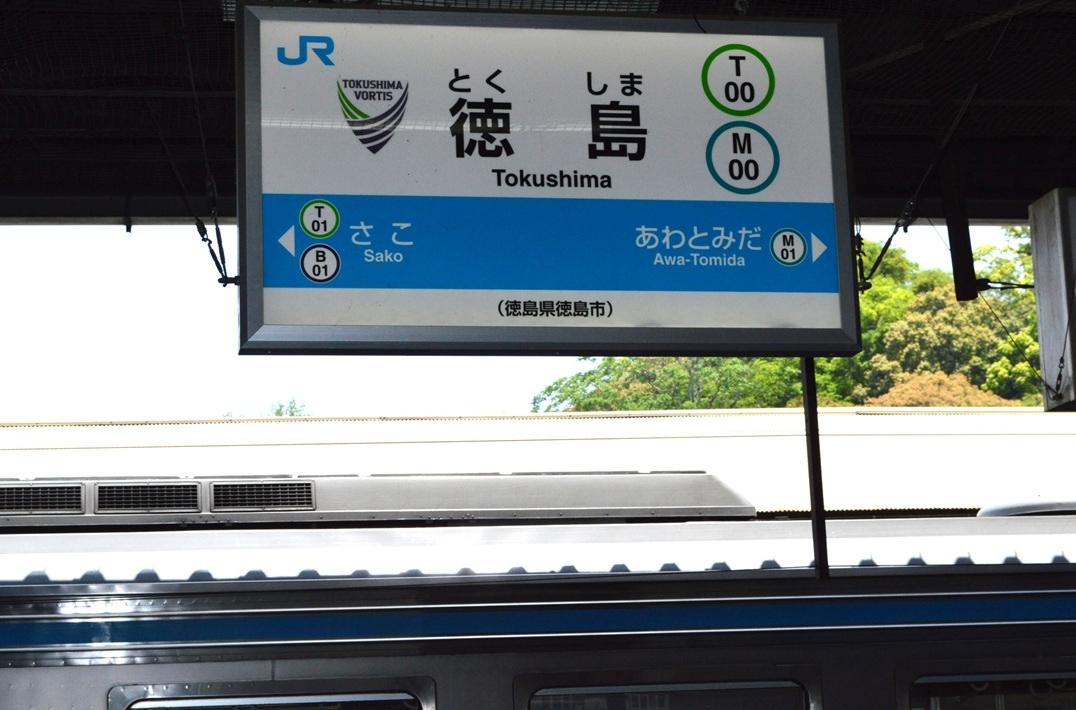 JR
TOKUSHIMA
VORTIS
とく しま
徳 島
Tokushima
T
00
M
00
T
01
B
01
さこ
Sako
あわとみだ
Awa-Tomida
M
01
（徳島県徳島市）